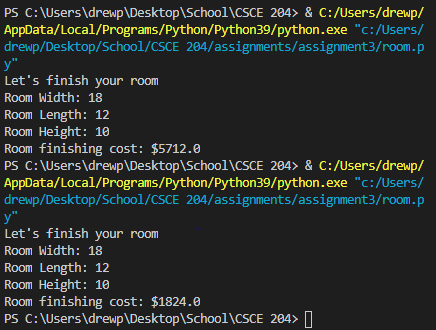 PS C:\Users\drewp\Desktop\School\CSCE 204> & C:/Users/drewp/
AppData/Local/Programs/Python/Python39/python.exe "c:/Users/
drewp/Desktop/School/CSCE 204/assignments/assignment3/room.p
y"
Let's finish your room
Room Width: 18
Room Length: 12
Room Height: 10
Room finishing cost: $5712.0
PS C:\Users\drewp\Desktop\School\CSCE 204> & C:/Users/drewp/
AppData/Local/Programs/Python/Python39/python.exe "c:/Users/
drewp/Desktop/School/CSCE 204/assignments/assignment3/room.p
y"
Let's finish your room
Room Width: 18
Room Length: 12
Room Height: 10
Room finishing cost: $1824.0
PS C:\Users\drewp\Desktop\School\CSCE 204>